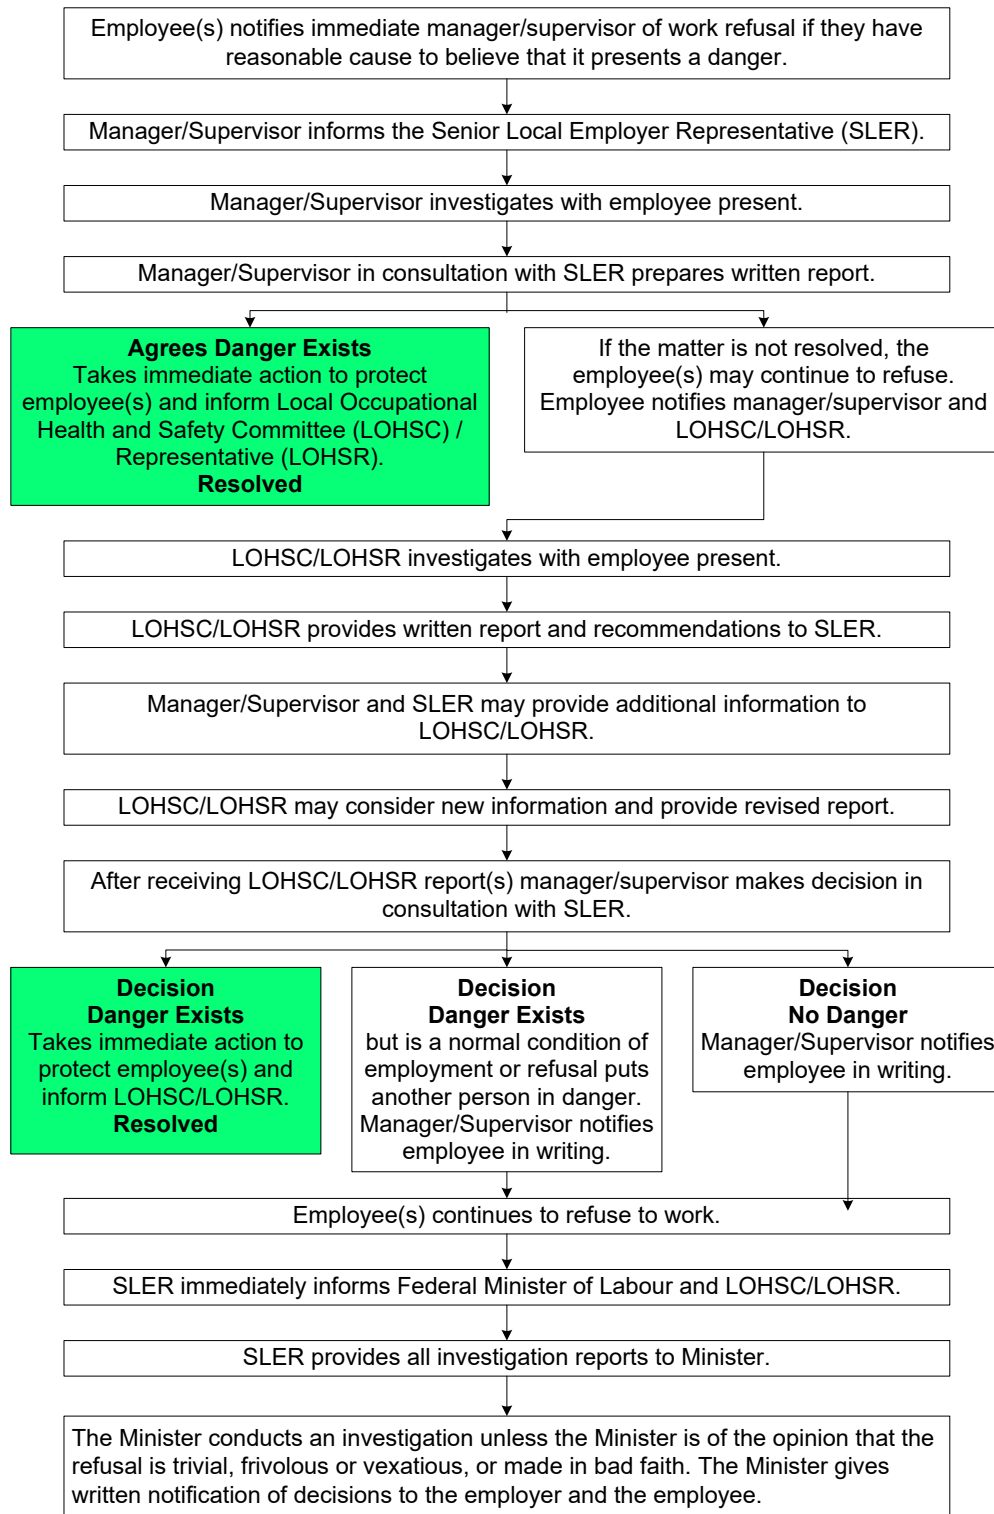 Employee(s) notifies immediate manager/supervisor of work refusal if they have
reasonable cause to believe that it presents a danger.
Manager/Supervisor informs the Senior Local Employer Representative (SLER).
Manager/Supervisor investigates with employee present.
Manager/Supervisor in consultation with SLER prepares written report.
Agrees Danger Exists
Takes immediate action to protect
employee(s) and inform Local Occupational
Health and Safety Committee (LOHSC) /
Representative (LOHSR).
Resolved
If the matter is not resolved, the
employee(s) may continue to refuse.
Employee notifies manager/supervisor and
LOHSC/LOHSR.
LOHSC/LOHSR investigates with employee present.
LOHSC/LOHSR provides written report and recommendations to SLER.
Manager/Supervisor and SLER may provide additional information to
LOHSC/LOHSR.
LOHSC/LOHSR may consider new information and provide revised report.
After receiving LOHSC/LOHSR report(s) manager/supervisor makes decision in
consultation with SLER.
Decision
Danger Exists
Takes immediate action to
protect employee(s) and
inform LOHSC/LOHSR.
Resolved
Decision
Danger Exists
but is a normal condition of
employment or refusal puts
another person in danger.
Manager/Supervisor notifies
employee in writing.
Decision
No Danger
Manager/Supervisor notifies
employee in writing.
Employee(s) continues to refuse to work.
SLER immediately informs Federal Minister of Labour and LOHSC/LOHSR.
SLER provides all investigation reports to Minister.
The Minister conducts an investigation unless the Minister is of the opinion that the
refusal is trivial, frivolous or vexatious, or made in bad faith. The Minister gives
written notification of decisions to the employer and the employee.